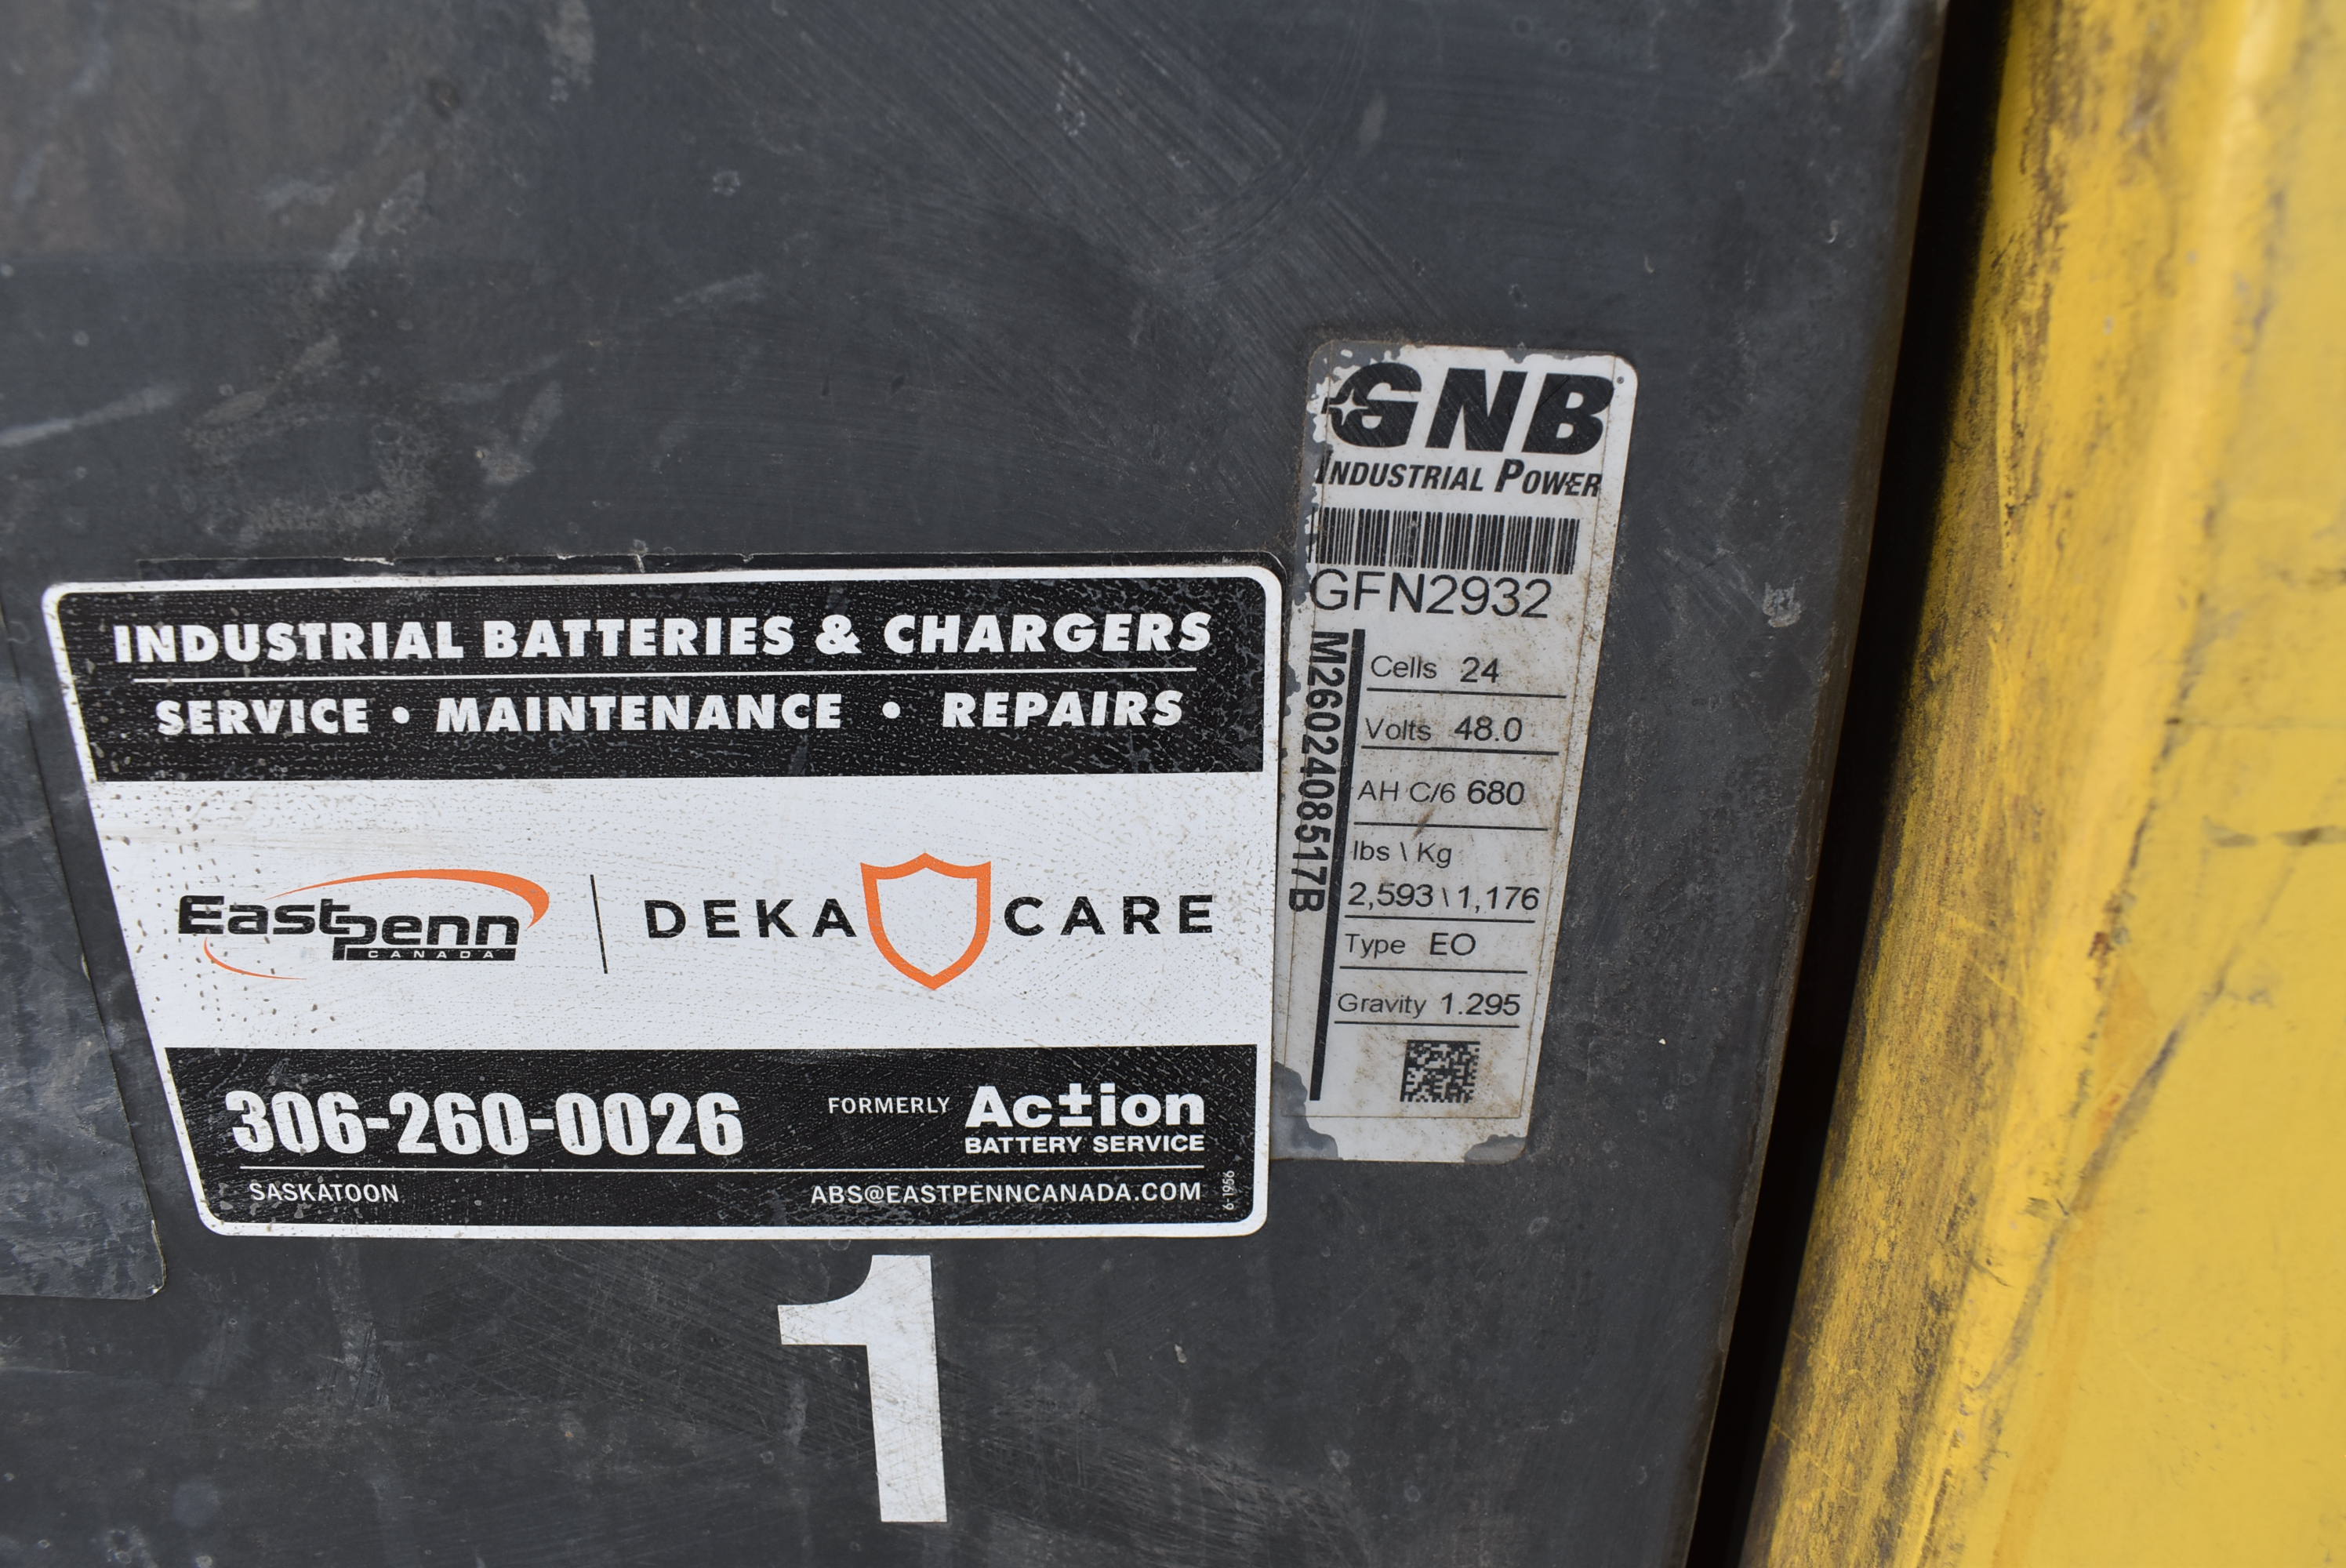 INDUSTRIAL BATTERIES & CHARGERS
SERVICE • MAINTENANCE • REPAIRS
Eastpenn
CANADA
DEKA CARE
306-260-0026
FORMERLY Ac±ion
BATTERY SERVICE
SASKATOON
ABS@EASTPENNCANADA.COM
6-1956
1
GNB
INDUSTRIAL POWER
GFN2932
M2602408517B
Cells 24
Volts 48.0
AH C/6 680
lbs \ Kg
2,593 \ 1,176
Type EO
Gravity 1.295